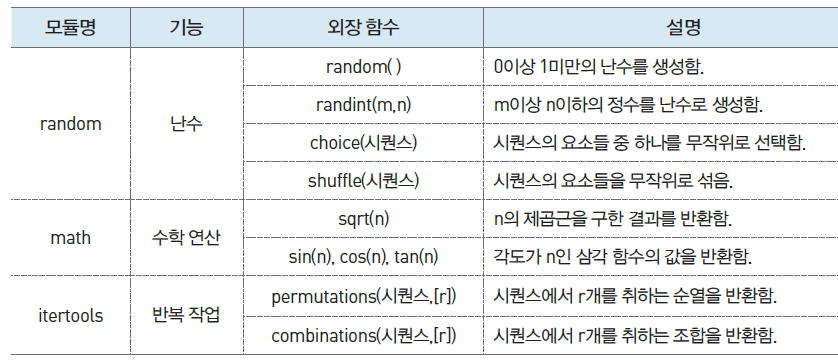 모듈명 기능 외장 함수 설명
random 난수 random( ) 0이상 1미만의 난수를 생성함.
randint(m,n) m이상 n이하의 정수를 난수로 생성함.
choice(시퀀스) 시퀀스의 요소들 중 하나를 무작위로 선택함.
shuffle(시퀀스) 시퀀스의 요소들을 무작위로 섞음.
math 수학 연산 sqrt(n) n의 제곱근을 구한 결과를 반환함.
sin(n), cos(n), tan(n) 각도가 n인 삼각 함수의 값을 반환함.
itertools 반복 작업 permutations(시퀀스,[r]) 시퀀스에서 r개를 취하는 순열을 반환함.
combinations(시퀀스,[r]) 시퀀스에서 r개를 취하는 조합을 반환함.